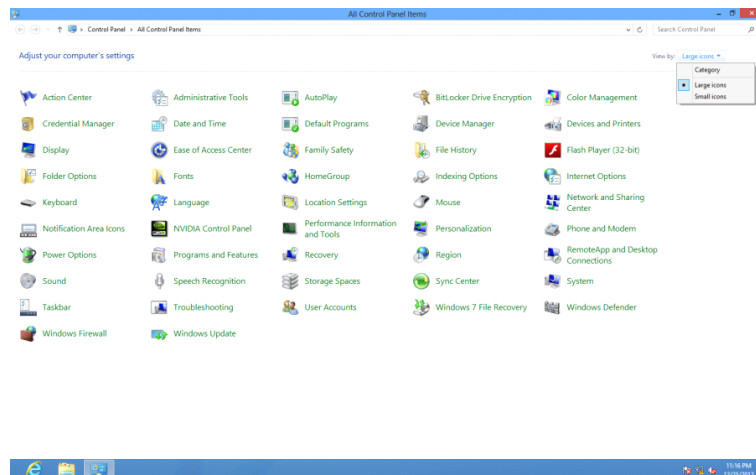 All Control Panel Items
Control Panel
All Control Panel Items
Search Control Panel
Adjust your computer's settings
View by: Large icons
Category
Large icons
Small icons
Action Center
Administrative Tools
AutoPlay
BitLocker Drive Encryption
Color Management
Credential Manager
Date and Time
Default Programs
Device Manager
Devices and Printers
Display
Ease of Access Center
Family Safety
File History
Flash Player (32-bit)
Folder Options
Fonts
HomeGroup
Indexing Options
Internet Options
Keyboard
Language
Location Settings
Mouse
Network and Sharing
Center
Notification Area Icons
NVIDIA Control Panel
Performance Information
and Tools
Personalization
Phone and Modem
Power Options
Programs and Features
Recovery
Region
RemoteApp and Desktop
Connections
Sound
Speech Recognition
Storage Spaces
Sync Center
System
Taskbar
Troubleshooting
User Accounts
Windows 7 File Recovery
Windows Defender
Windows Firewall
Windows Update
11:16 PM